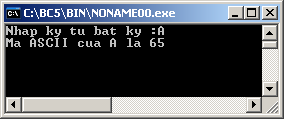 C:\BC5\BIN\NONAME00.exe
Nhap ky tu bat ky :A
Ma ASCII cua A la 65